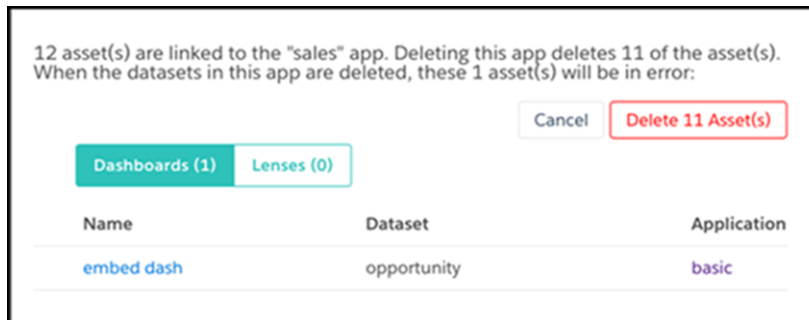 12 asset(s) are linked to the "sales" app. Deleting this app deletes 11 of the asset(s).
When the datasets in this app are deleted, these 1 asset(s) will be in error:
Cancel Delete 11 Asset(s)
Dashboards (1) Lenses (0)
Name Dataset Application
embed dash opportunity basic